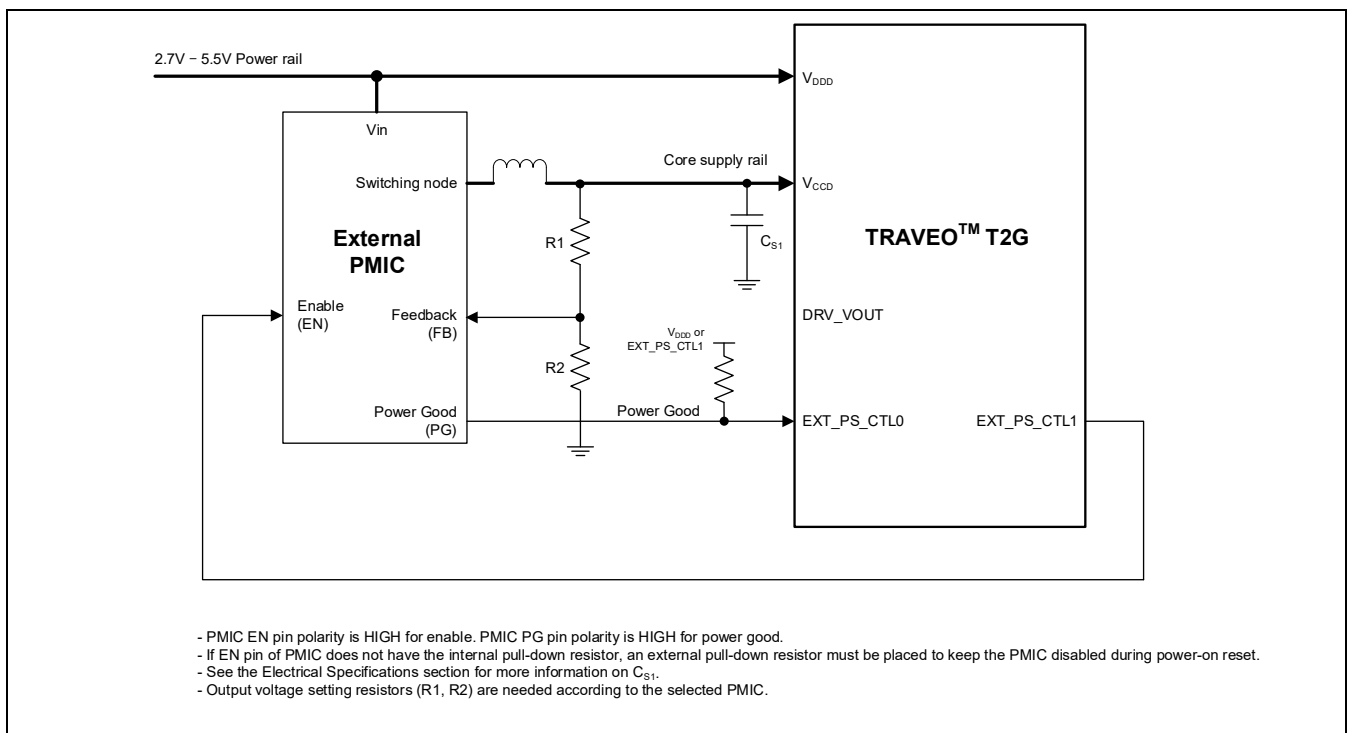 2.7V – 5.5V Power rail
VDDD
Vin
Core supply rail
Switching node
VCCD
External
PMIC
R1
CS1
TRAVEO™ T2G
Enable
(EN)
Feedback
(FB)
DRV_VOUT
VDDD or
EXT_PS_CTL1
R2
Power Good
(PG)
Power Good
EXT_PS_CTL0
EXT_PS_CTL1
- PMIC EN pin polarity is HIGH for enable. PMIC PG pin polarity is HIGH for power good.
- If EN pin of PMIC does not have the internal pull-down resistor, an external pull-down resistor must be placed to keep the PMIC disabled during power-on reset.
- See the Electrical Specifications section for more information on CS1.
- Output voltage setting resistors (R1, R2) are needed according to the selected PMIC.